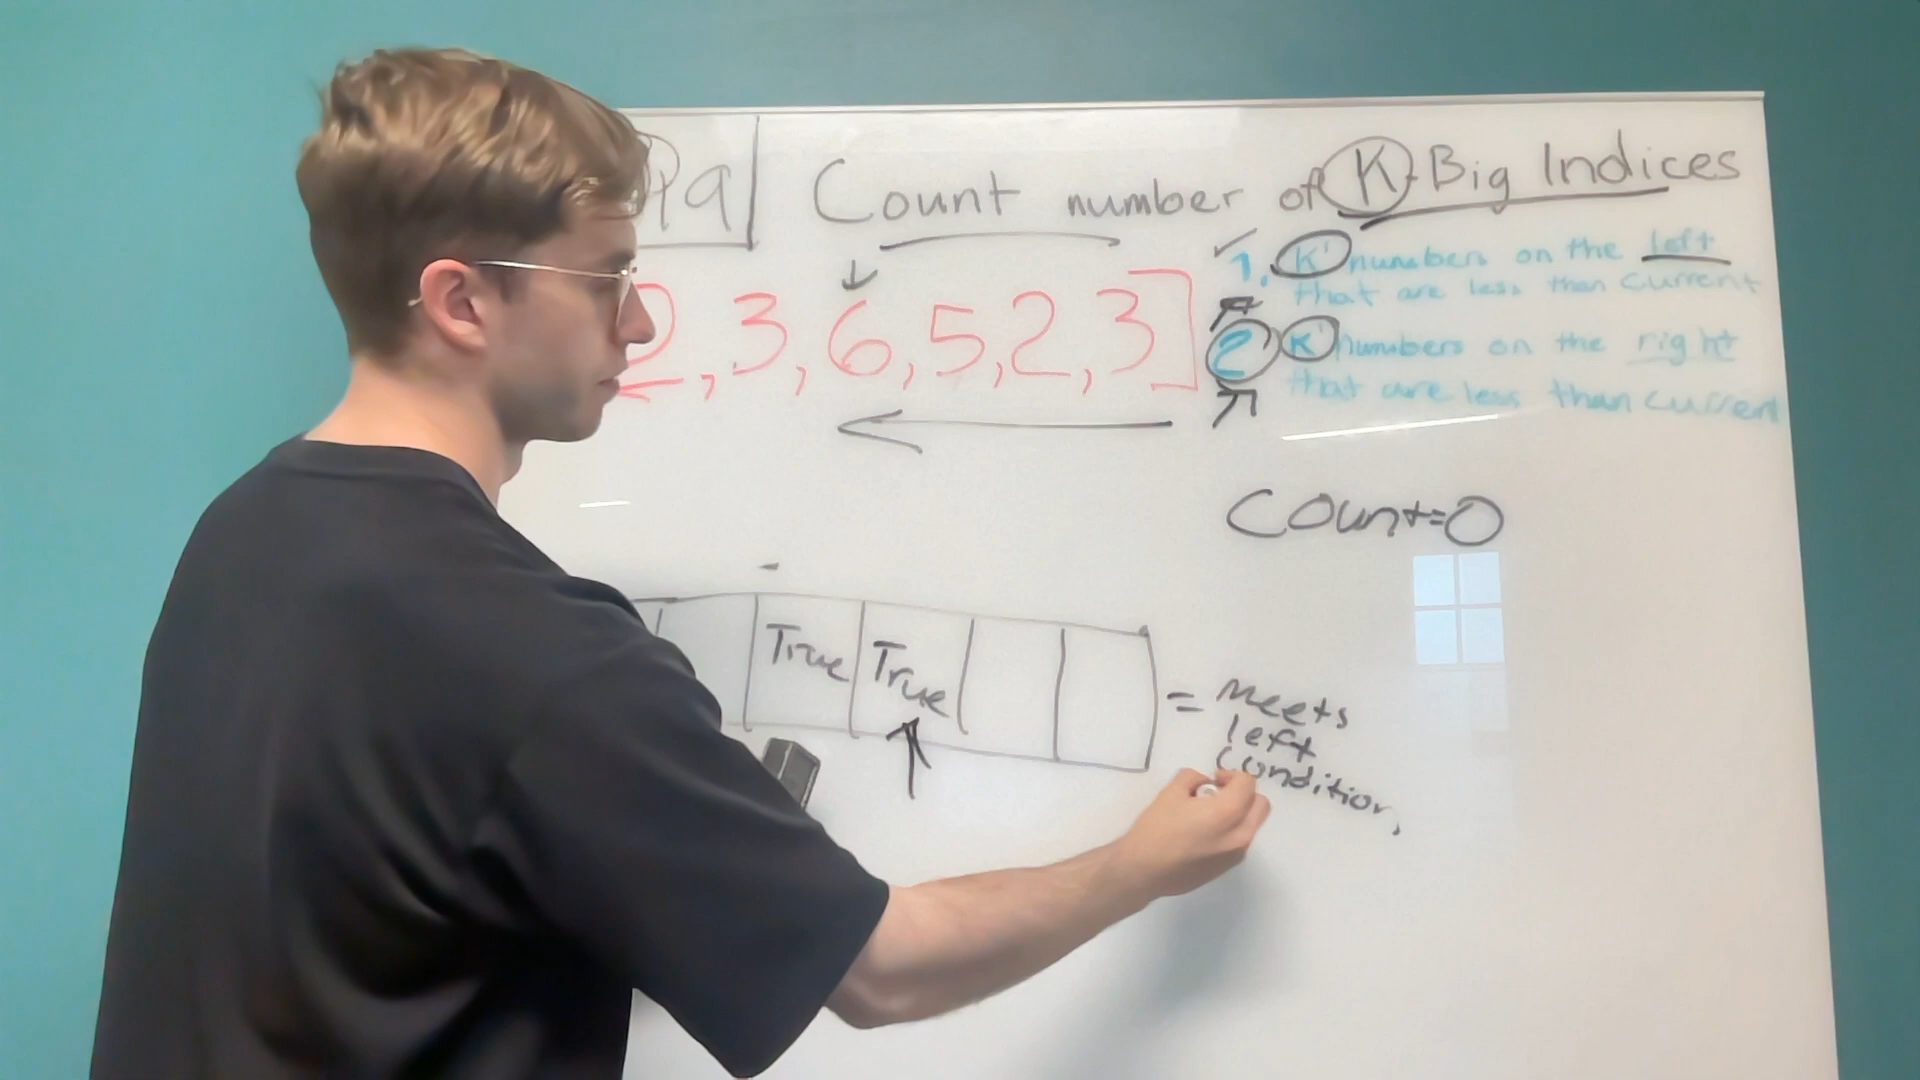 19 Count number of K-Big Indices
1. "K" numbers on the left
that are less than current
2 "K" numbers on the right
that are less than current
2, 3, 6, 5, 2, 3]
Count=0
True True
= Meets
left
condition,